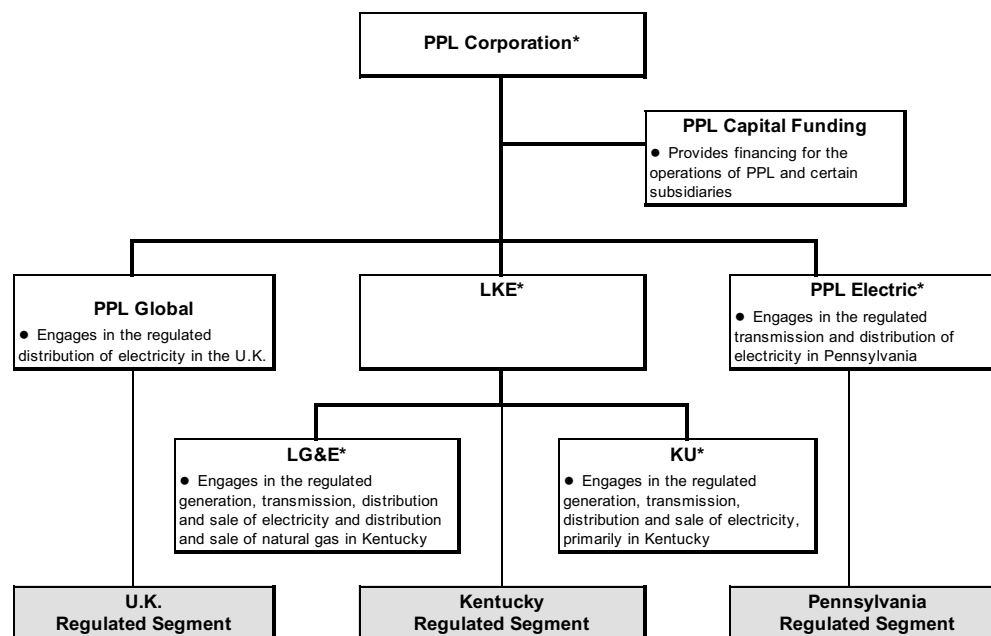 PPL Corporation*
PPL Capital Funding
● Provides financing for the
operations of PPL and certain
subsidiaries
PPL Global
● Engages in the regulated
distribution of electricity in the U.K.
LKE*
PPL Electric*
● Engages in the regulated
transmission and distribution of
electricity in Pennsylvania
LG&E*
● Engages in the regulated
generation, transmission, distribution
and sale of electricity and distribution
and sale of natural gas in Kentucky
KU*
● Engages in the regulated
generation, transmission,
distribution and sale of electricity,
primarily in Kentucky
U.K.
Regulated Segment
Kentucky
Regulated Segment
Pennsylvania
Regulated Segment